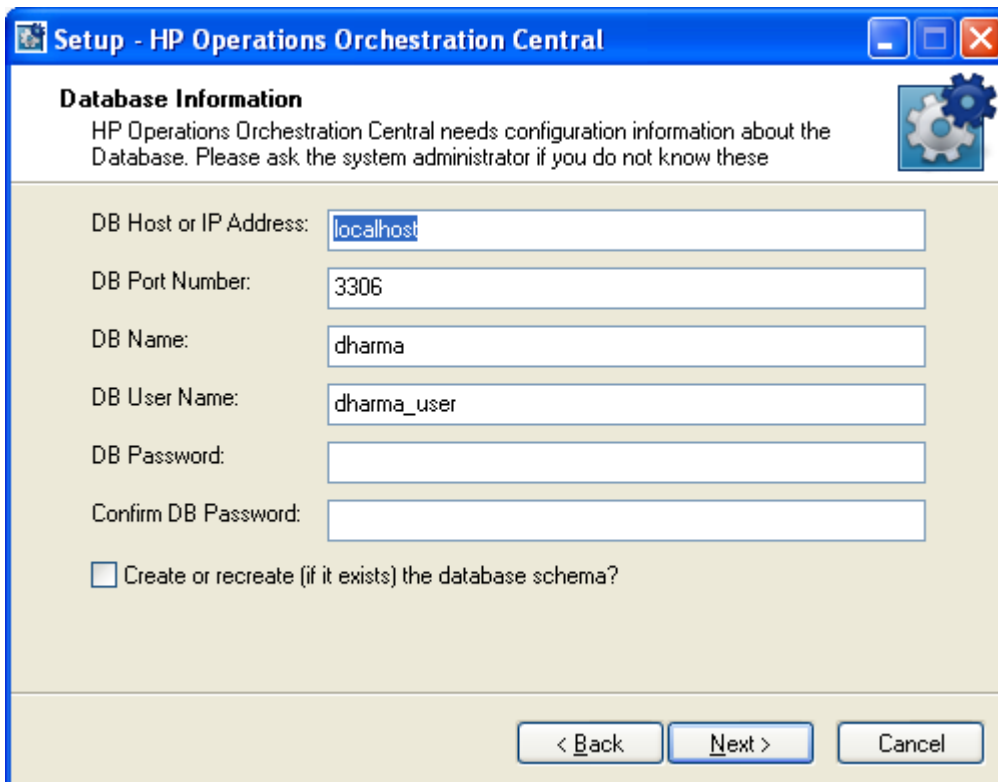 Setup - HP Operations Orchestration Central
Database Information
HP Operations Orchestration Central needs configuration information about the
Database. Please ask the system administrator if you do not know these
DB Host or IP Address: localhost
DB Port Number: 3306
DB Name: dharma
DB User Name: dharma_user
DB Password:
Confirm DB Password:
Create or recreate (if it exists) the database schema?
< Back Next > Cancel